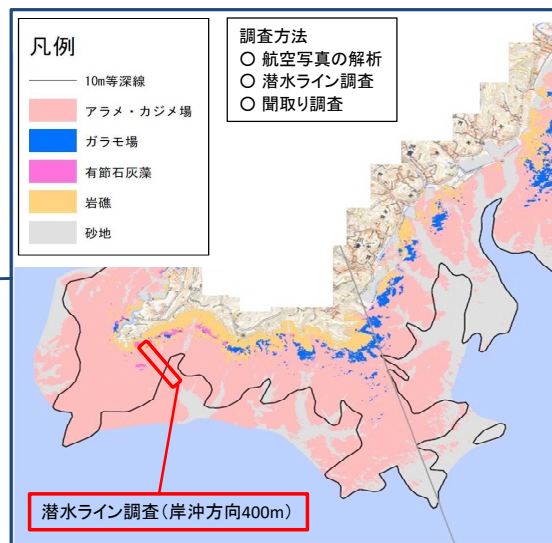 凡例
10m等深線
アラメ・カジメ場
ガラモ場
有節石灰藻
岩礁
砂地
調査方法
○ 航空写真の解析
○ 潜水ライン調査
○ 聞取り調査
潜水ライン調査(岸沖方向400m)